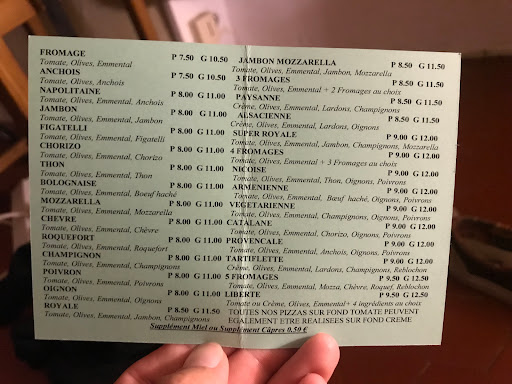 FROMAGE P 7.50 G 10.50
Tomate, Olives, Emmental
ANCHOIS P 7.50 G 10.50
Tomate, Olives, Anchois
NAPOLITAINE P 8.00 G 11.00
Tomate, Olives, Emmental, Anchois
JAMBON P 8.00 G 11.00
Tomate, Olives, Emmental, Jambon
FIGATELLI P 8.00 G 11.00
Tomate, Olives, Emmental, Figatelli
CHORIZO P 8.00 G 11.00
Tomate, Olives, Emmental, Chorizo
THON P 8.00 G 11.00
Tomate, Olives, Emmental, Thon
BOLOGNAISE P 8.00 G 11.00
Tomate, Olives, Emmental, Boeuf haché
MOZZARELLA P 8.00 G 11.00
Tomate, Olives, Emmental, Mozzarella
CHEVRE P 8.00 G 11.00
Tomate, Olives, Emmental, Chêvre
ROQUEFORT P 8.00 G 11.00
Tomate, Olives, Emmental, Roquefort
CHAMPIGNON P 8.00 G 11.00
Tomate, Olives, Emmental, Champignons
POIVRON P 8.00 G 11.00
Tomate, Olives, Emmental, Poivrons
OIGNON P 8.00 G 11.00
Tomate, Olives, Emmental, Oignons
ROYALE P 8.50 G 11.50
Tomate, Olives, Emmental, Jambon, Champignons
JAMBON MOZZARELLA P 8.50 G 11.50
Tomate, Olives, Emmental, Jambon, Mozzarella
3 FROMAGES P 8.50 G 11.50
Tomate, Olives, Emmental + 2 Fromages au choix
PAYSANNE P 8.50 G 11.50
Crême, Olives, Emmental, Lardons, Champignons
ALSACIENNE P 8.50 G 11.50
Crême, Olives, Emmental, Lardons, Oignons
SUPER ROYALE P 9.00 G 12.00
Tomate, Olives, Emmental, Jambon, Champignons, Mozzarella
4 FROMAGES P 9.00 G 12.00
Tomate, Olives, Emmental + 3 Fromages au choix
NICOISE P 9.00 G 12.00
Tomate, Olives, Emmental, Thon, Oignons, Poivrons
ARMENIENNE P 9.00 G 12.00
Tomate, Olives, Emmental, Bœuf haché, Oignons, Poivrons
VEGETARIENNE P 9.00 G 12.00
Tomate, Olives, Emmental, Champignons, Oignons, Poivrons
CATALANE P 9.00 G 12.00
Tomate, Olives, Emmental, Chorizo, Oignons, Poivrons
PROVENCALE P 9.00 G 12.00
Tomate, Olives, Emmental, Anchois, Oignons, Poivrons
TARTIFLETTE P 9.00 G 12.00
Crême, Olives, Emmental, Lardons, Champignons, Reblochon
5 FROMAGES P 9.50 G 12.50
Tomate, Olives, Emmental, Mozza, Chêvre, Roquef, Reblochon
LIBERTE P 9.50 G 12.50
Tomate ou Crême, Olives, Emmental+ 4 ingrédients au choix
TOUTES NOS PIZZAS SUR FOND TOMATE PEUVENT
EGALEMENT ETRE REALISEES SUR FOND CREME
Supplément Miel ou Suplément Câpres 0.50 €